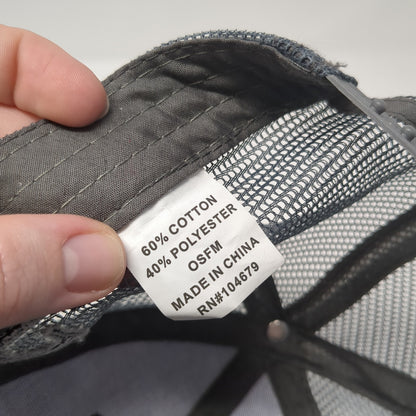 60% COTTON
40% POLYESTER
OSFM
MADE IN CHINA
RN#104679